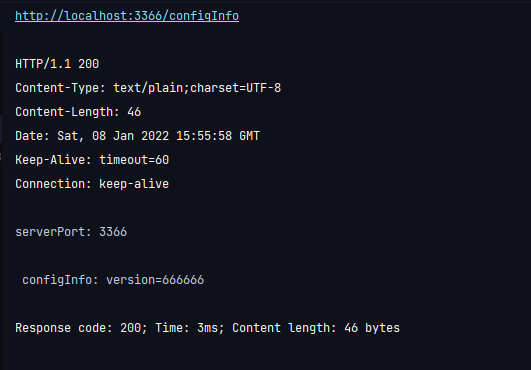 http://localhost:3366/configInfo
HTTP/1.1 200
Content-Type: text/plain;charset=UTF-8
Content-Length: 46
Date: Sat, 08 Jan 2022 15:55:58 GMT
Keep-Alive: timeout=60
Connection: keep-alive
serverPort: 3366
configInfo: version=666666
Response code: 200; Time: 3ms; Content length: 46 bytes